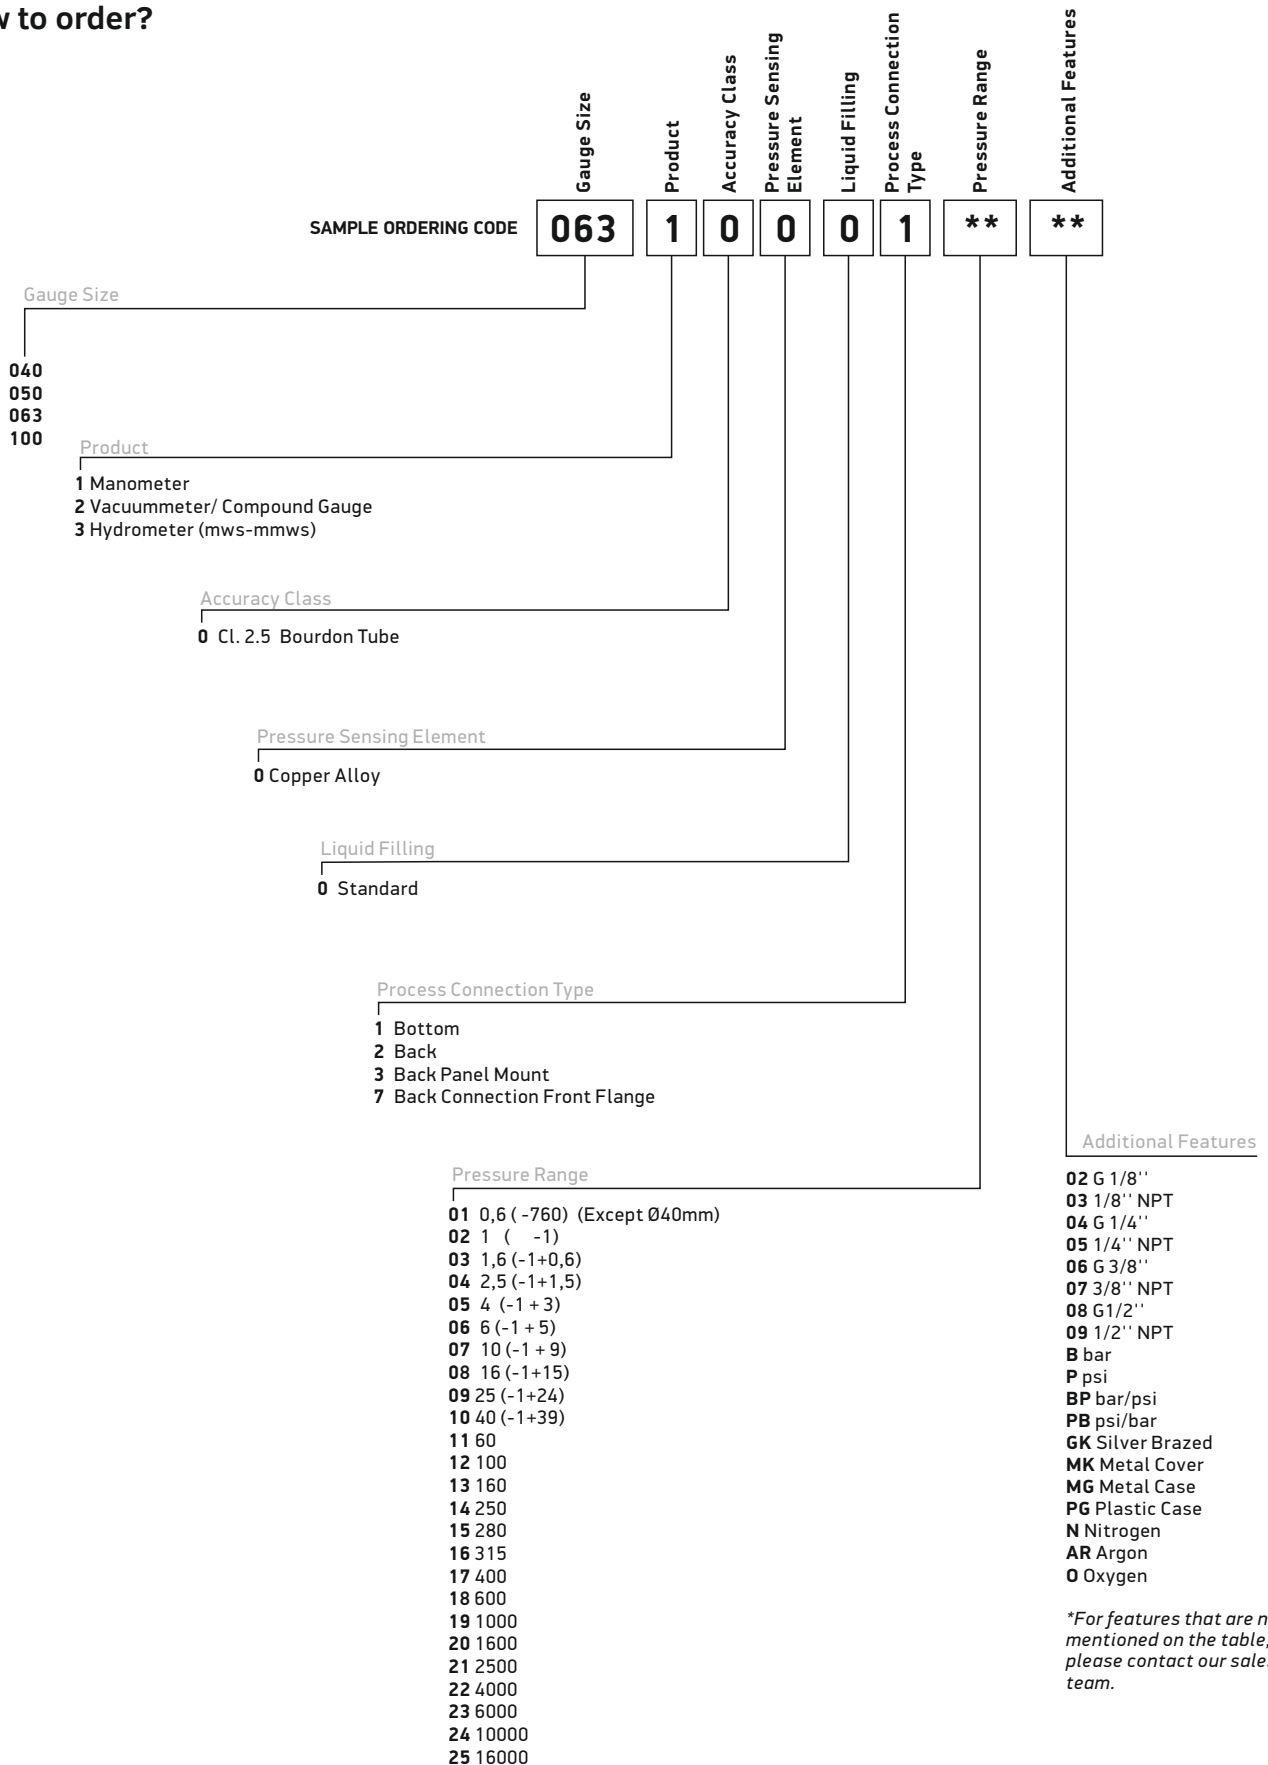 to order?
Gauge Size
Product
Accuracy Class
Pressure Sensing
Element
Liquid Filling
Process Connection
Type
Pressure Range
Additional Features
SAMPLE ORDERING CODE 063 1 0 0 0 1 ** **
Gauge Size
040
050
063
100
Product
1 Manometer
2 Vacuummeter/ Compound Gauge
3 Hydrometer (mws-mmws)
Accuracy Class
0 Cl. 2.5 Bourdon Tube
Pressure Sensing Element
0 Copper Alloy
Liquid Filling
0 Standard
Process Connection Type
1 Bottom
2 Back
3 Back Panel Mount
7 Back Connection Front Flange
Pressure Range
01 0,6 ( -760) (Except Ø40mm)
02 1 ( -1)
03 1,6 (-1+0,6)
04 2,5 (-1+1,5)
05 4 (-1 + 3)
06 6 (-1 + 5)
07 10 (-1 + 9)
08 16 (-1+15)
09 25 (-1+24)
10 40 (-1+39)
11 60
12 100
13 160
14 250
15 280
16 315
17 400
18 600
19 1000
20 1600
21 2500
22 4000
23 6000
24 10000
25 16000
Additional Features
02 G 1/8''
03 1/8'' NPT
04 G 1/4''
05 1/4'' NPT
06 G 3/8''
07 3/8'' NPT
08 G1/2''
09 1/2'' NPT
B bar
P psi
BP bar/psi
PB psi/bar
GK Silver Brazed
MK Metal Cover
MG Metal Case
PG Plastic Case
N Nitrogen
AR Argon
O Oxygen
*For features that are
mentioned on the table,
please contact our
team.